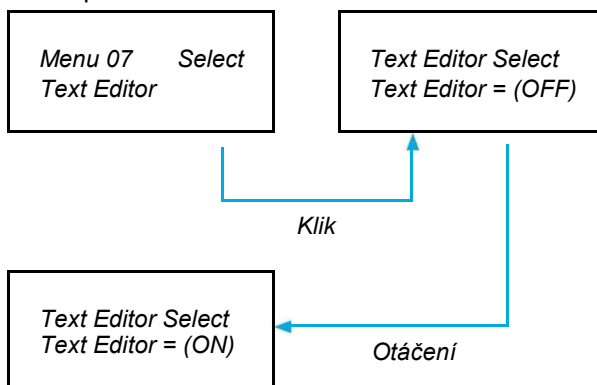 Menu 07 Select
Text Editor
Text Editor Select
Text Editor = (OFF)
Klik
Text Editor Select
Text Editor = (ON)
Otáčení